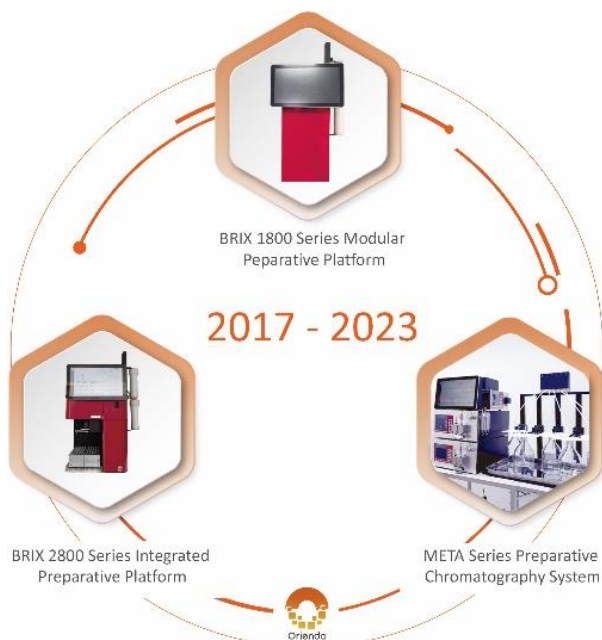 BRIX 1800 Series Modular
Peparative Platform
2017 - 2023
BRIX 2800 Series Integrated
Preparative Platform
META Series Preparative
Chromatography System
Oriendo